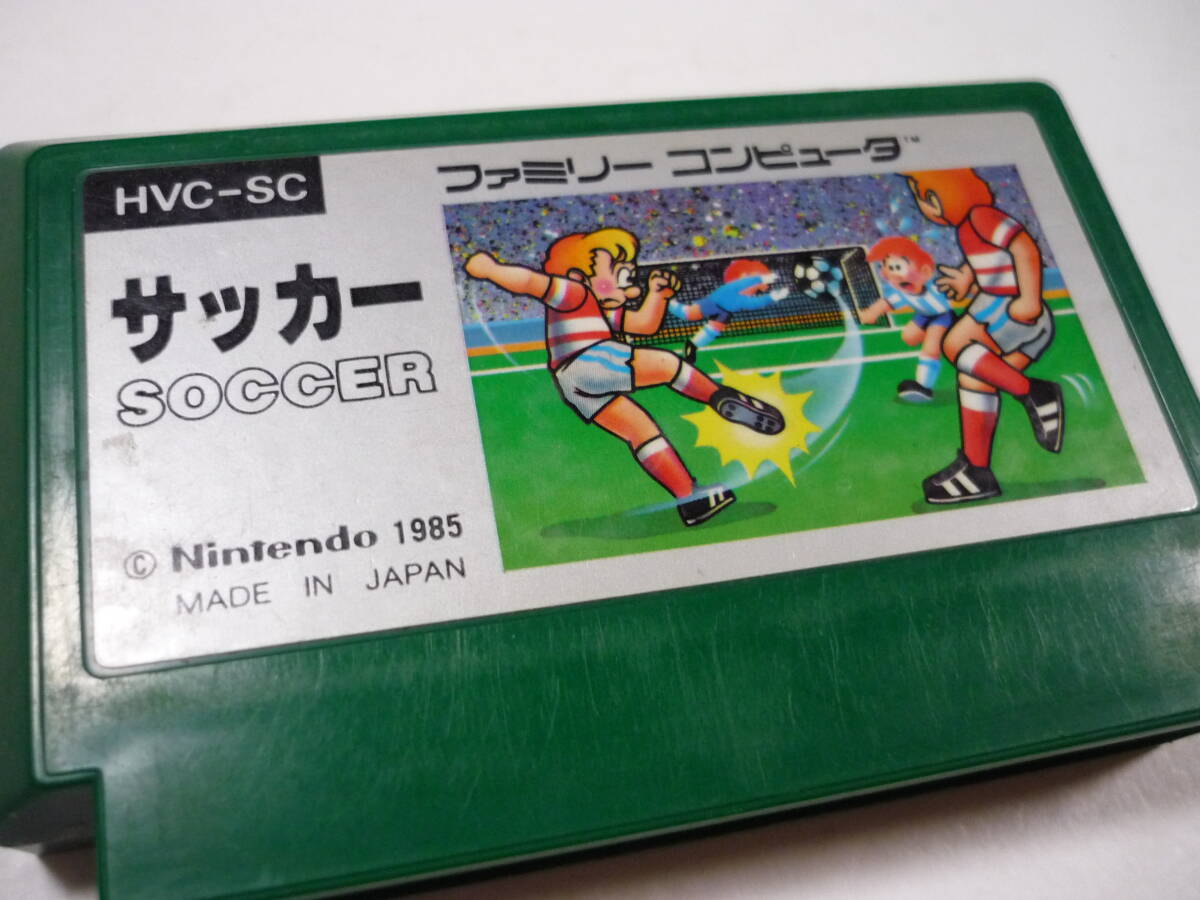 HVC-SC
ファミリー コンピュータ™
サッカー
SOCCER
© Nintendo 1985
MADE IN JAPAN